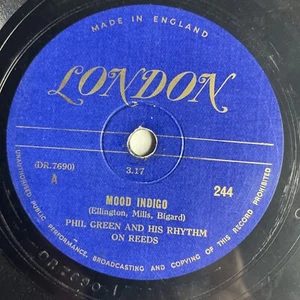 MADE IN ENGLAND
LONDON
(DR.7690)
A
3.17
MOOD INDIGO
(Ellington, Mills, Bigard)
244
PHIL GREEN AND HIS RHYTHM
ON REEDS
UNAUTHORISED PUBLIC PERFORMANCE, BROADCASTING AND COPYING OF THIS RECORD PROHIBITED